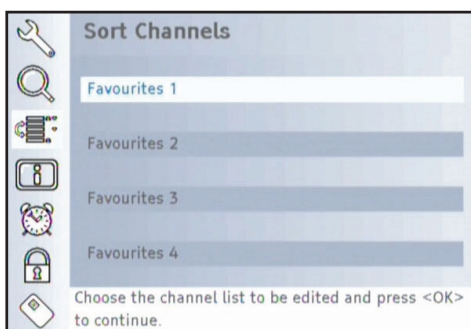 Sort Channels
Favourites 1
Favourites 2
Favourites 3
Favourites 4
Choose the channel list to be edited and press <OK>
to continue.